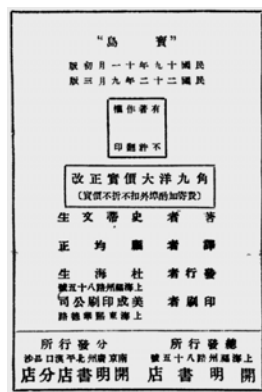 “寶島”
民國十九年十一月初版
民國二十二年九月三版
有著作權
不許翻印
改正實價大洋九角
(實價不折不扣外埠酌加寄費)
著者 史蒂文生
譯者 顧均正
發行者 杜海生
上海福州路八十五號
印刷者 美成印刷公司
上海東熙華德路
總發行所
上海福州路八十五號
開明書店
分發行所
南京廣州北平漢口長沙
開明書店分店